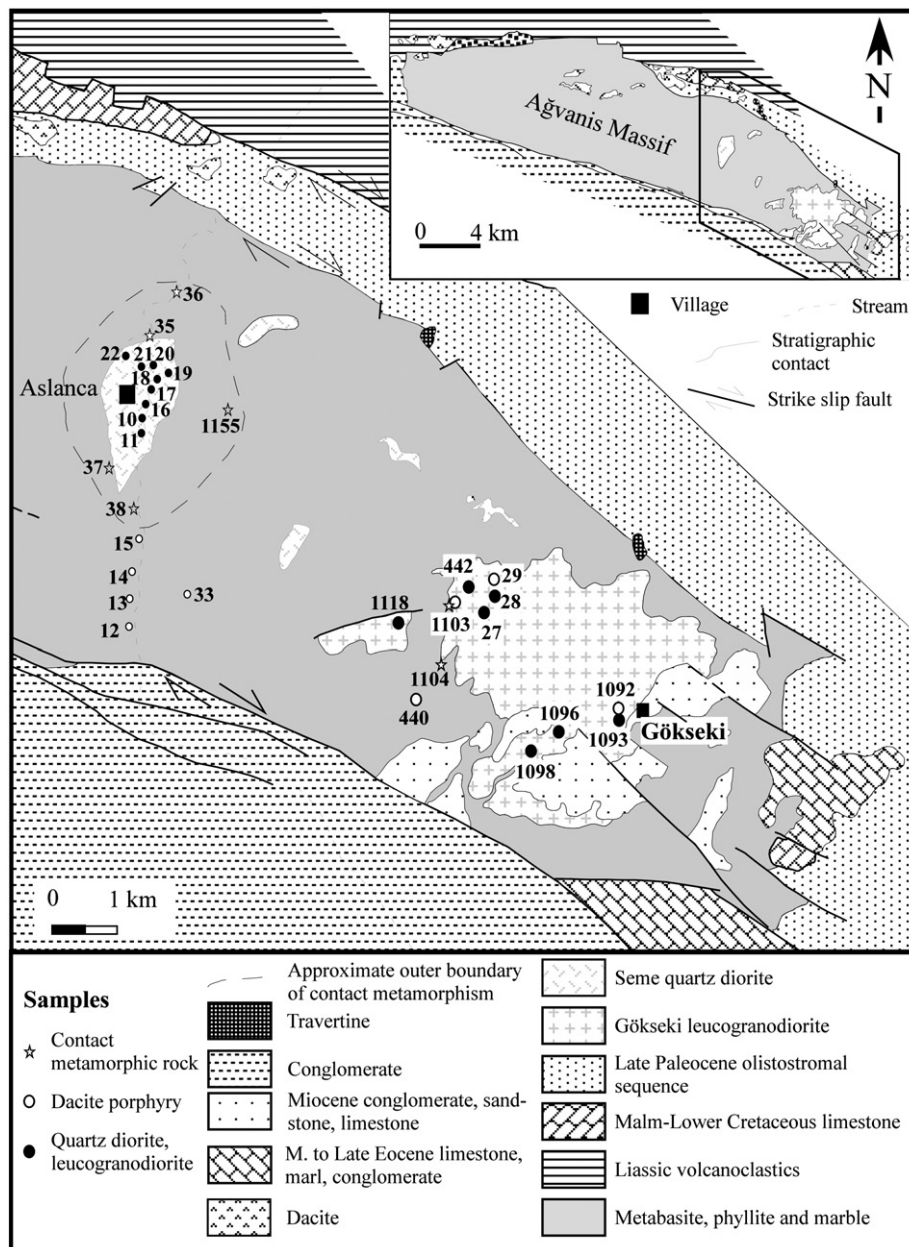 N
Ağvanis Massif
0 4 km
Village
Stream
Stratigraphic
contact
Strike slip fault
36
35
22
21
20
19
18
17
Aslanca
16
10
11
1155
37
38
15
14
33
13
12
442
29
28
27
1118
1103
1104
440
1092
1093
Gökseki
1096
1098
0 1 km
Samples
Contact
metamorphic rock
Dacite porphyry
Quartz diorite,
leucogranodiorite
Approximate outer boundary
of contact metamorphism
Travertine
Conglomerate
Miocene conglomerate, sand-
stone, limestone
M. to Late Eocene limestone,
marl, conglomerate
Dacite
Seme quartz diorite
Gökseki leucogranodiorite
Late Paleocene olistostromal
sequence
Malm-Lower Cretaceous limestone
Liassic volcanoclastics
Metabasite, phyllite and marble